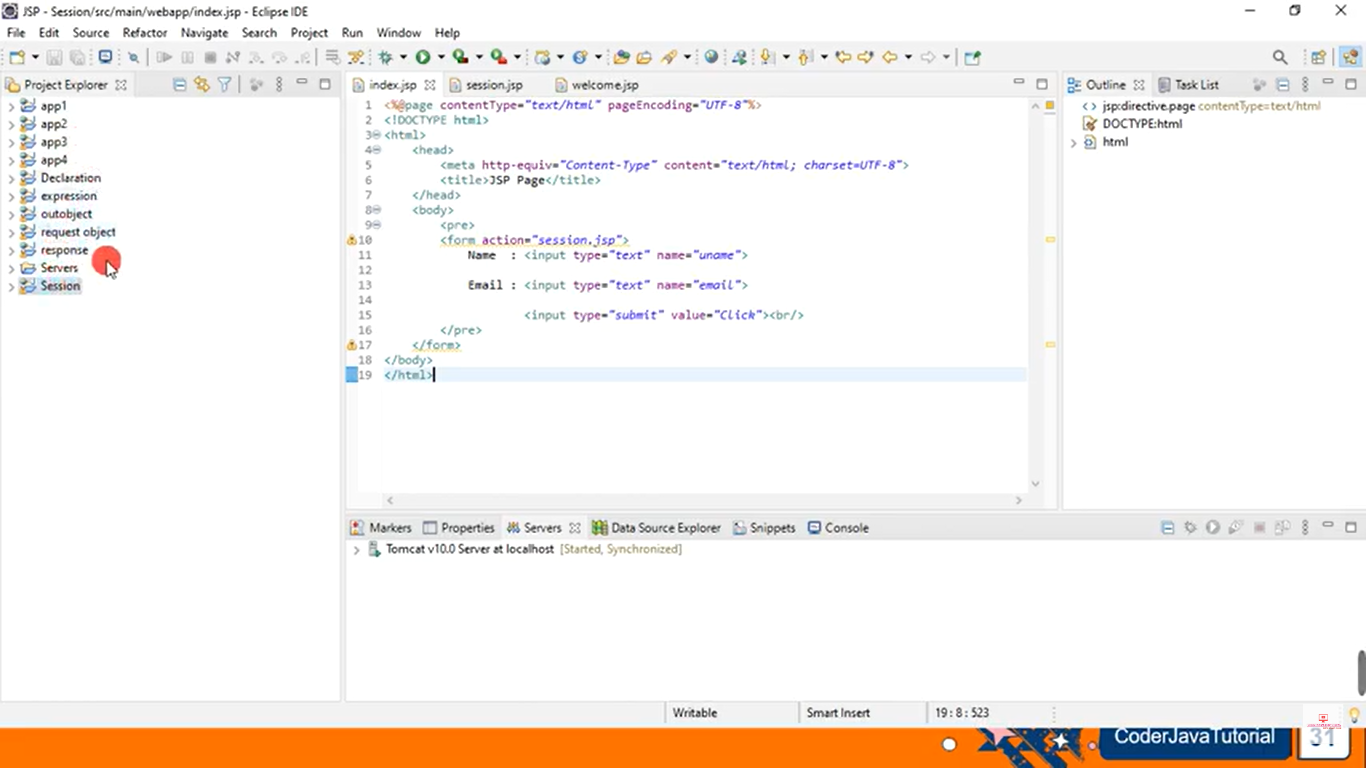 JSP - Session/src/main/webapp/index.jsp - Eclipse IDE
File Edit Source Refactor Navigate Search Project Run Window Help
Project Explorer
app1
app2
app3
app4
Declaration
expression
outobject
request object
response
Servers
Session
index.jsp session.jsp welcome.jsp
1 <%@page contentType="text/html" pageEncoding="UTF-8"%>
2 <!DOCTYPE html>
3 <html>
4 <head>
5 <meta http-equiv="Content-Type" content="text/html; charset=UTF-8">
6 <title>JSP Page</title>
7 </head>
8 <body>
9 <pre>
10 <form action="session.jsp">
11 Name : <input type="text" name="uname">
12
13 Email : <input type="text" name="email">
14
15 <input type="submit" value="Click"><br/>
16 </pre>
17 </form>
18 </body>
19 </html>
Outline Task List
jsp:directive.page contentType=text/html
DOCTYPE:html
html
Markers Properties Servers Data Source Explorer Snippets Console
Tomcat v10.0 Server at localhost [Started, Synchronized]
Writable Smart Insert 19 : 8 : 523
CoderJavaTutorial 31